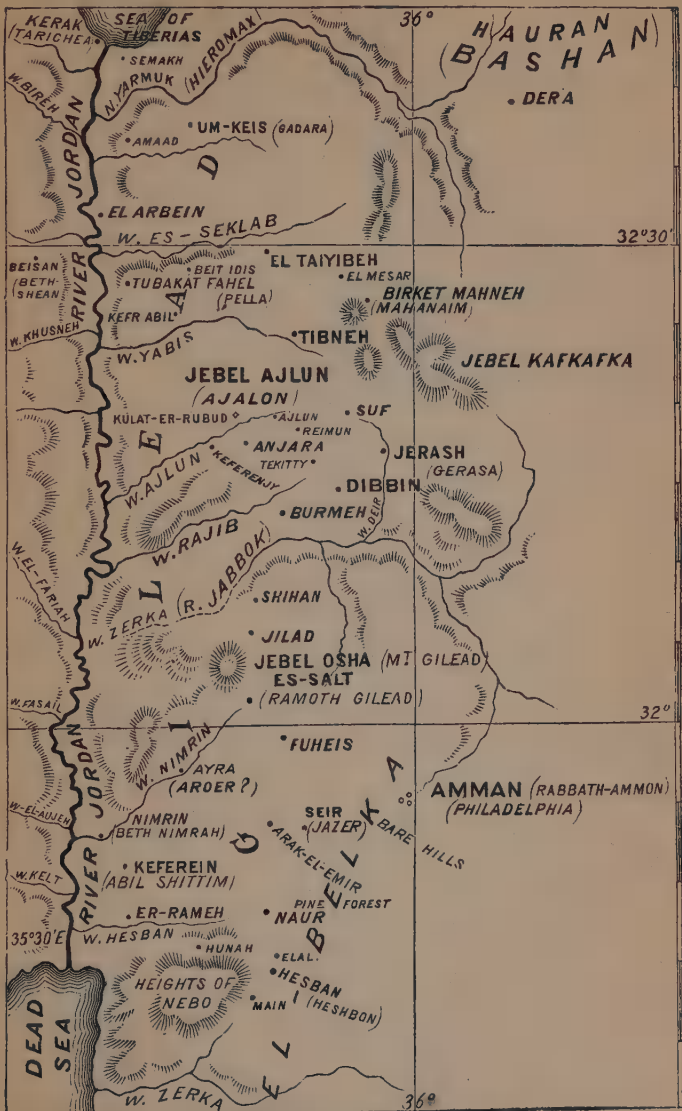 KERAK
(TARICHEA)
SEA OF
TIBERIAS
36°
HAURAN
(BASHAN)
SEMAKH
N. YARMUK (HIEROMAX)
W. BIREH
DERA
UM-KEIS (GADARA)
AMAAD
JORDAN
EL ARBEIN
W. ES-SEKLAB
32°30'
BEISAN
(BETH-
SHEAN)
RIVER
EL TAIYIBEH
BEIT IDIS
EL MESAR
TUBAKAT FAHEL
(PELLA)
BIRKET MAHNEH
(MAHANAIM)
KEFR ABIL
W. KHUSNEH
W. YABIS
TIBNEH
JEBEL KAFKAFKA
JEBEL AJLUN
(AJALON)
KÜLAT-ER-RUBUD
AJLUN
SUF
REIMUN
ANJARA
TEKITTY
JERASH
(GERASA)
W. AJLUN
KEFERENJY
DIBBIN
BURMEH
W. DEIR
W. RAJIB
W EL-FARIAH
W. ZERKA (R. JABBOK)
SHIHAN
JILAD
JEBEL OSHA (MT GILEAD)
ES-SALT
(RAMOTH GILEAD)
W. FASAIL
32°
JORDAN
W. NIMRIN
FUHEIS
AYRA
(AROER?)
AMMAN (RABBATH-AMMON)
(PHILADELPHIA)
W-EL-AUJEH
NIMRIN
(BETH NIMRAH)
SEIR
(JAZER)
BARE HILLS
ARAK-EL-EMIR
W. KELT
RIVER
KEFEREIN
(ABIL SHITTIM)
PINE FOREST
ER-RAMEH
NAUR
35°30'E
W. HESBAN
HUNAH
ELAL
HESBAN
(HESHBON)
HEIGHTS OF
NEBO
MAIN
DEAD
SEA
W. ZERKA
36°
GILEAD
EL BELKA